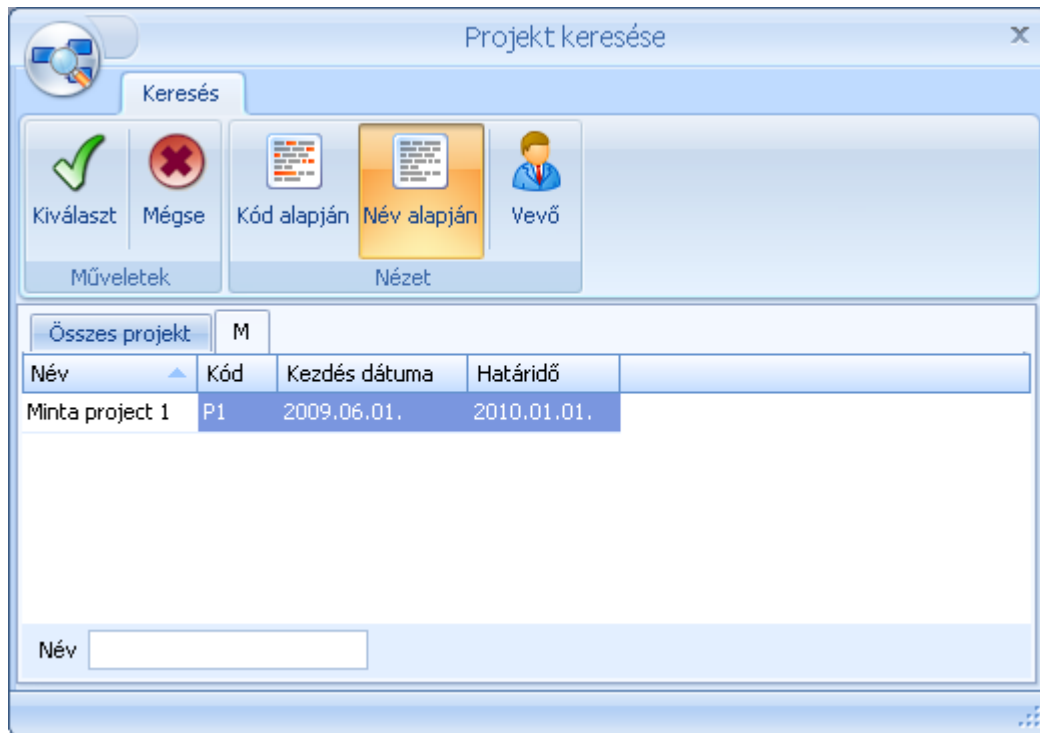 Projekt keresése
Keresés
Kiválaszt Mégse Kód alapján Név alapján Vevő
Műveletek Nézet
Összes projekt M
Név Kód Kezdés dátuma Határidő
Minta project 1 P1 2009.06.01. 2010.01.01.
Név